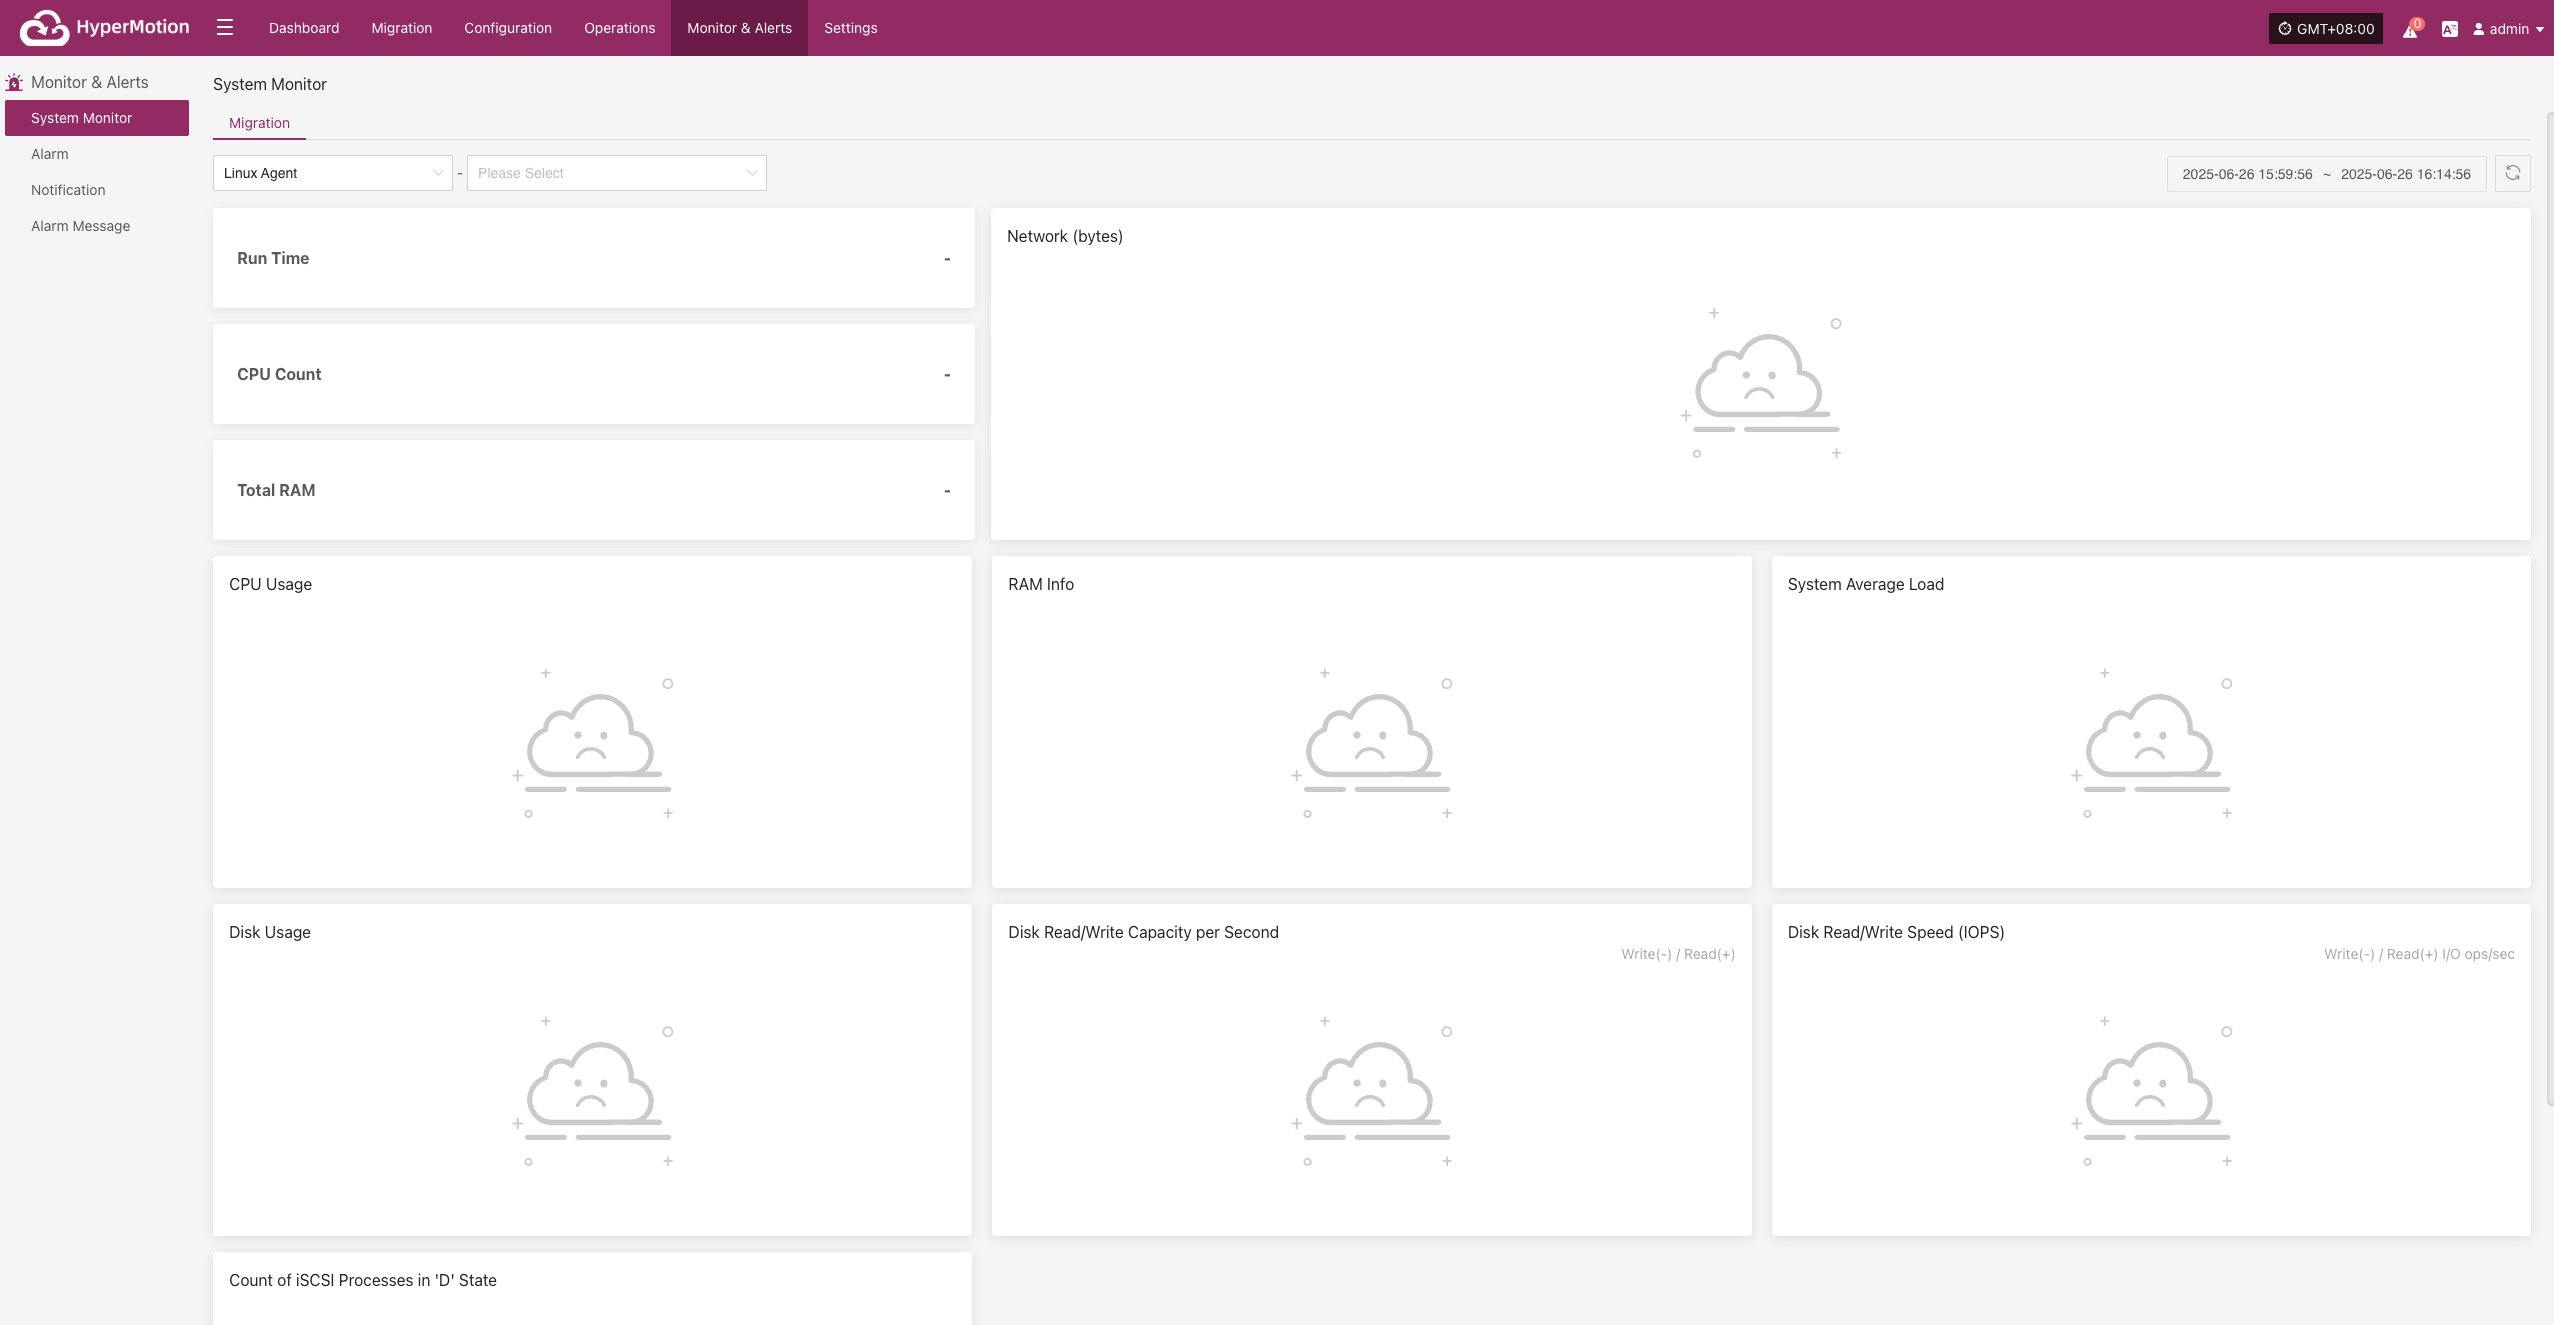 HyperMotion
Dashboard
Migration
Configuration
Operations
Monitor & Alerts
Settings
GMT+08:00
0
admin
Monitor & Alerts
System Monitor
Alarm
Notification
Alarm Message
System Monitor
Migration
Linux Agent
-
Please Select
2025-06-26 15:59:56 ~ 2025-06-26 16:14:56
Run Time
-
CPU Count
-
Total RAM
-
Network (bytes)
CPU Usage
RAM Info
System Average Load
Disk Usage
Disk Read/Write Capacity per Second
Write(-) / Read(+)
Disk Read/Write Speed (IOPS)
Write(-) / Read(+) I/O ops/sec
Count of iSCSI Processes in 'D' State